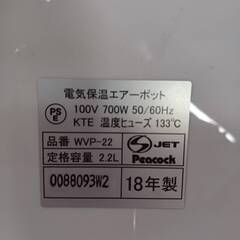 電気保温エアーポット
PS
E
100V 700W 50/60Hz
KTE 温度ヒューズ 133℃
品番 WVP-22
定格容量 2.2L
S JET
Peacock
0088093W2
18年製